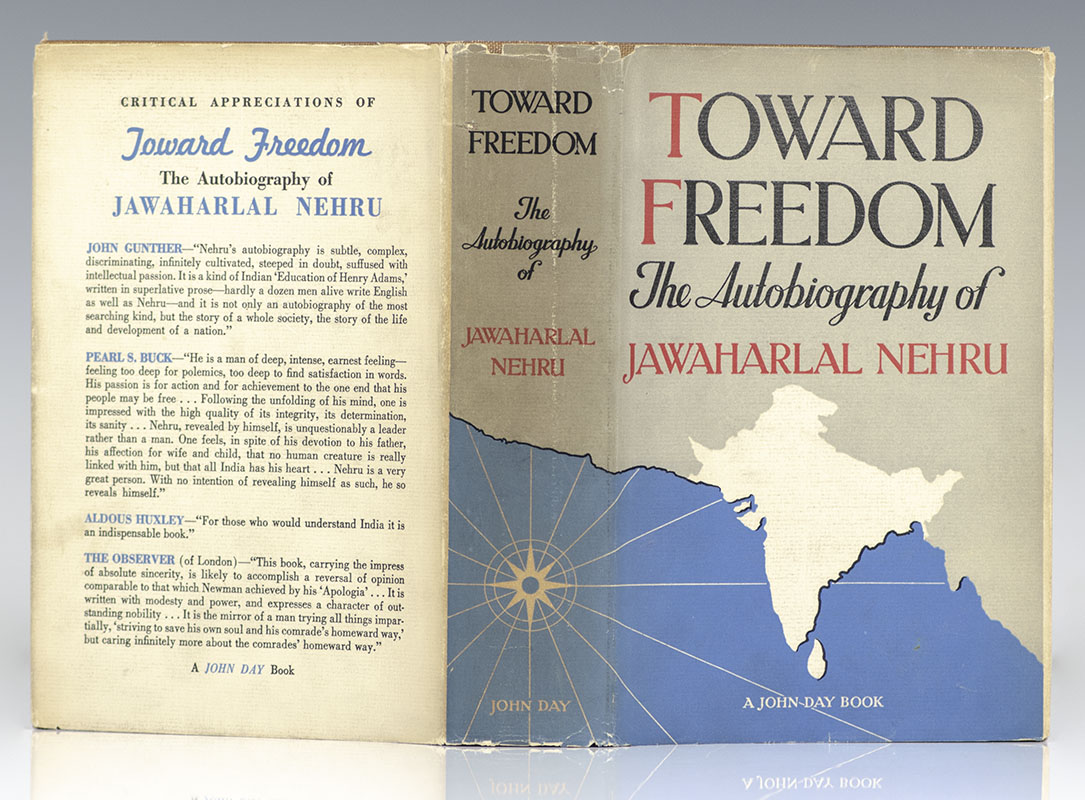 CRITICAL APPRECIATIONS OF
Toward Freedom
The Autobiography of
JAWAHARLAL NEHRU
JOHN GUNTHER—“Nehru's autobiography is subtle, complex,
discriminating, infinitely cultivated, steeped in doubt, suffused with
intellectual passion. It is a kind of Indian ‘Education of Henry Adams,’
written in superlative prose—hardly a dozen men alive write English
as well as Nehru—and it is not only an autobiography of the most
searching kind, but the story of a whole society, the story of the life
and development of a nation.”
PEARL S. BUCK—“He is a man of deep, intense, earnest feeling—
feeling too deep for polemics, too deep to find satisfaction in words.
His passion is for action and for achievement to the one end that his
people may be free . . . Following the unfolding of his mind, one is
impressed with the high quality of its integrity, its determination,
its sanity . . . Nehru, revealed by himself, is unquestionably a leader
rather than a man. One feels, in spite of his devotion to his father,
his affection for wife and child, that no human creature is really
linked with him, but that all India has his heart . . . Nehru is a very
great person. With no intention of revealing himself as such, he so
reveals himself.”
ALDOUS HUXLEY—“For those who would understand India it is
an indispensable book.”
THE OBSERVER (of London)—“This book, carrying the impress
of absolute sincerity, is likely to accomplish a reversal of opinion
comparable to that which Newman achieved by his ‘Apologia’ . . . It is
written with modesty and power, and expresses a character of out-
standing nobility . . . It is the mirror of a man trying all things impar-
tially, ‘striving to save his own soul and his comrade's homeward way,’
but caring infinitely more about the comrades' homeward way.”
A JOHN DAY Book
TOWARD
FREEDOM
The
Autobiography
of
JAWAHARLAL
NEHRU
JOHN DAY
TOWARD
FREEDOM
The Autobiography of
JAWAHARLAL NEHRU
A JOHN DAY BOOK